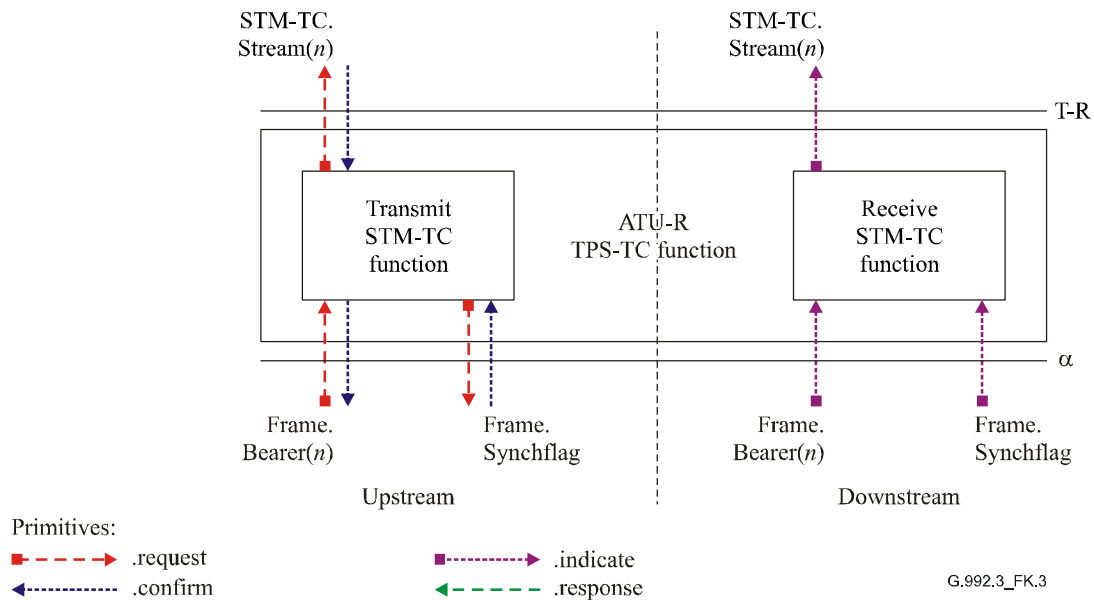 STM-TC.
Stream(n)
STM-TC.
Stream(n)
T-R
Transmit
STM-TC
function
ATU-R
TPS-TC function
Receive
STM-TC
function
α
Frame.
Bearer(n)
Frame.
Synchflag
Frame.
Bearer(n)
Frame.
Synchflag
Upstream
Downstream
Primitives:
.request
.confirm
.indicate
.response
G.992.3_FK.3